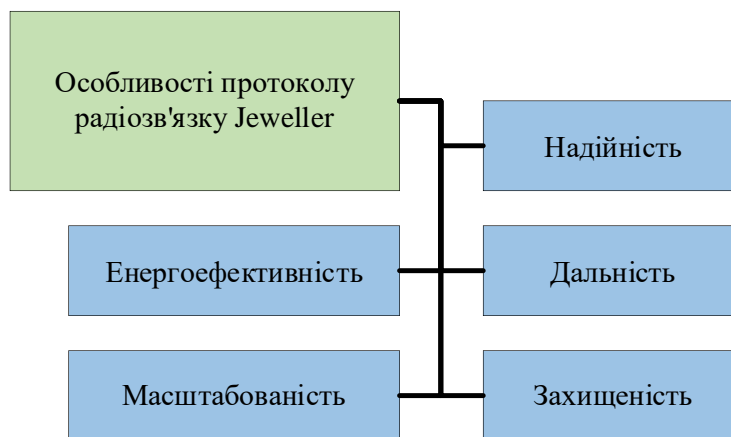 Особливості протоколу
радіозв'язку Jeweller
Надійність
Енергоефективність
Дальність
Масштабованість
Захищеність